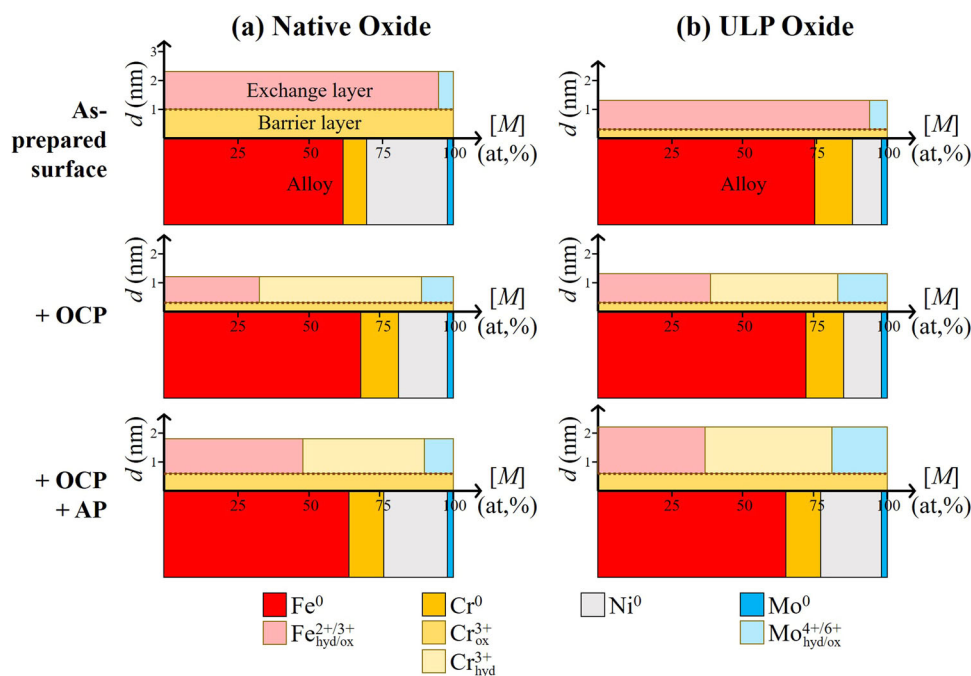 (a) Native Oxide
(b) ULP Oxide
As-
prepared
surface
d (nm)
3
2
1
Exchange layer
Barrier layer
Alloy
25
50
75
100
[M]
(at,%)
d (nm)
2
1
Alloy
25
50
75
100
[M]
(at,%)
+ OCP
d (nm)
2
1
25
50
75
100
[M]
(at,%)
d (nm)
2
1
25
50
75
100
[M]
(at,%)
+ OCP
+ AP
d (nm)
2
1
25
50
75
100
[M]
(at,%)
d (nm)
2
1
25
50
75
100
[M]
(at,%)
Fe⁰
Cr⁰
Ni⁰
Mo⁰
Fe2+/3+hyd/ox
Cr3+ox
Mo4+/6+hyd/ox
Cr3+hyd